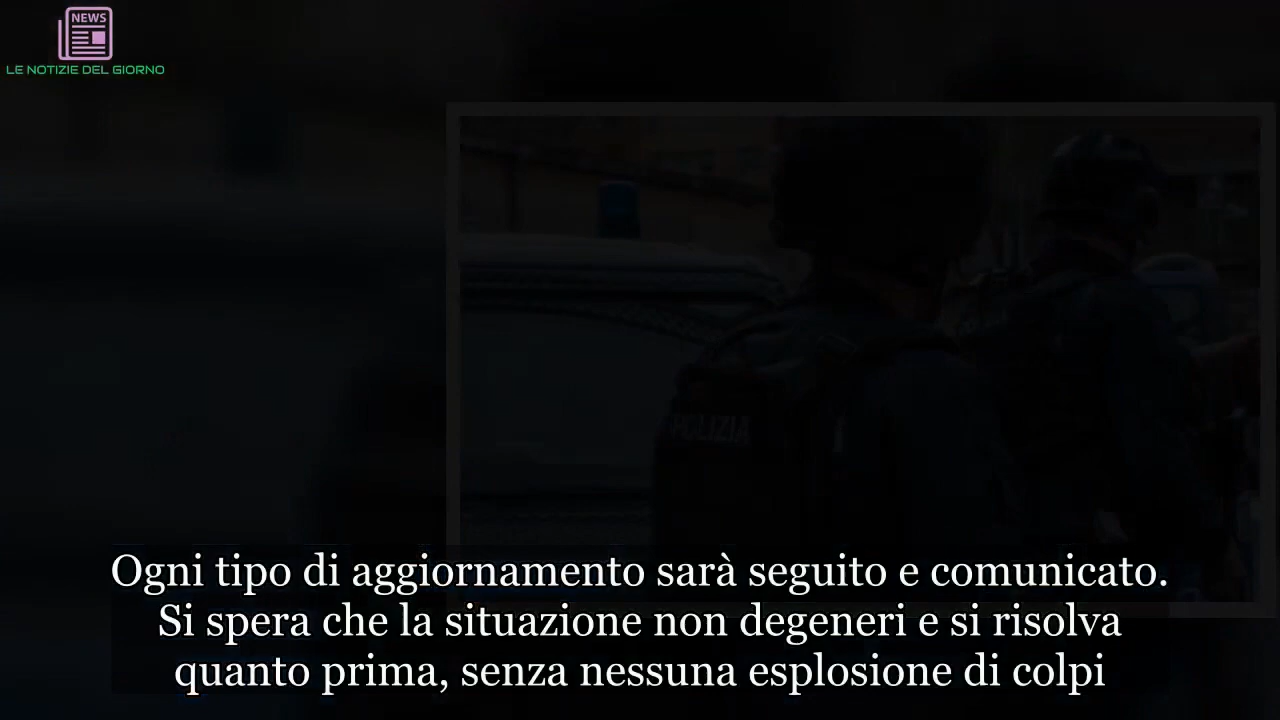 NEWS
LE NOTIZIE DEL GIORNO
POLIZIA
Ogni tipo di aggiornamento sarà seguito e comunicato.
Si spera che la situazione non degeneri e si risolva
quanto prima, senza nessuna esplosione di colpi